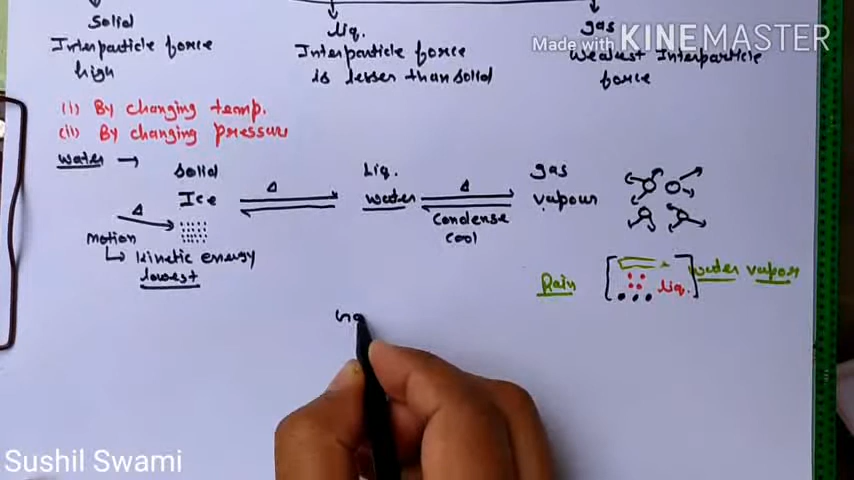 Solid
Interparticle force
high
liq.
Interparticle force
is lesser than solid
gas
Weakest Interparticle
force
Made with KINEMASTER
(i) By changing temp.
(ii) By changing pressure
Water →
Solid
Ice
Δ
liq.
water
Δ
Condense
cool
gas
vapour
Δ
Motion
kinetic energy
lowest
Rain
liq.
water vapor
Sushil Swami